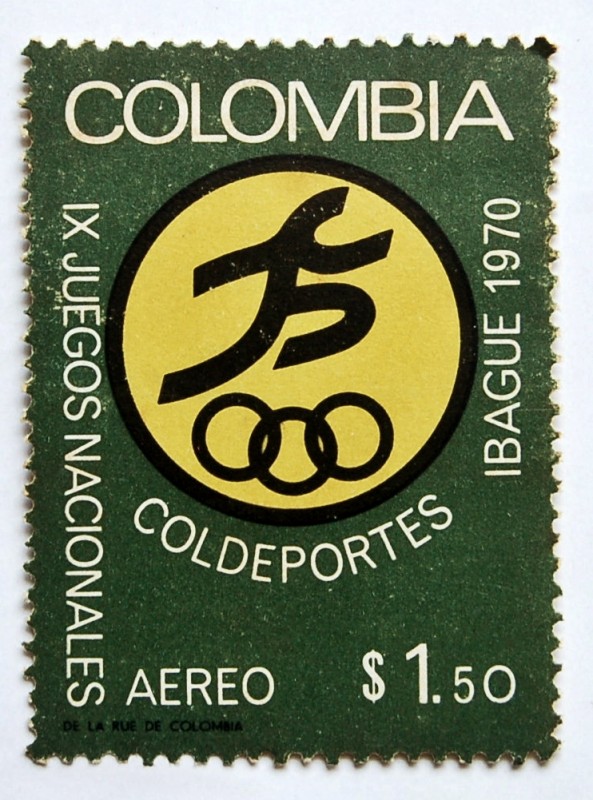 COLOMBIA
IX JUEGOS NACIONALES
IBAGUE 1970
COLDEPORTES
AEREO
$ 1.50
DE LA RUE DE COLOMBIA